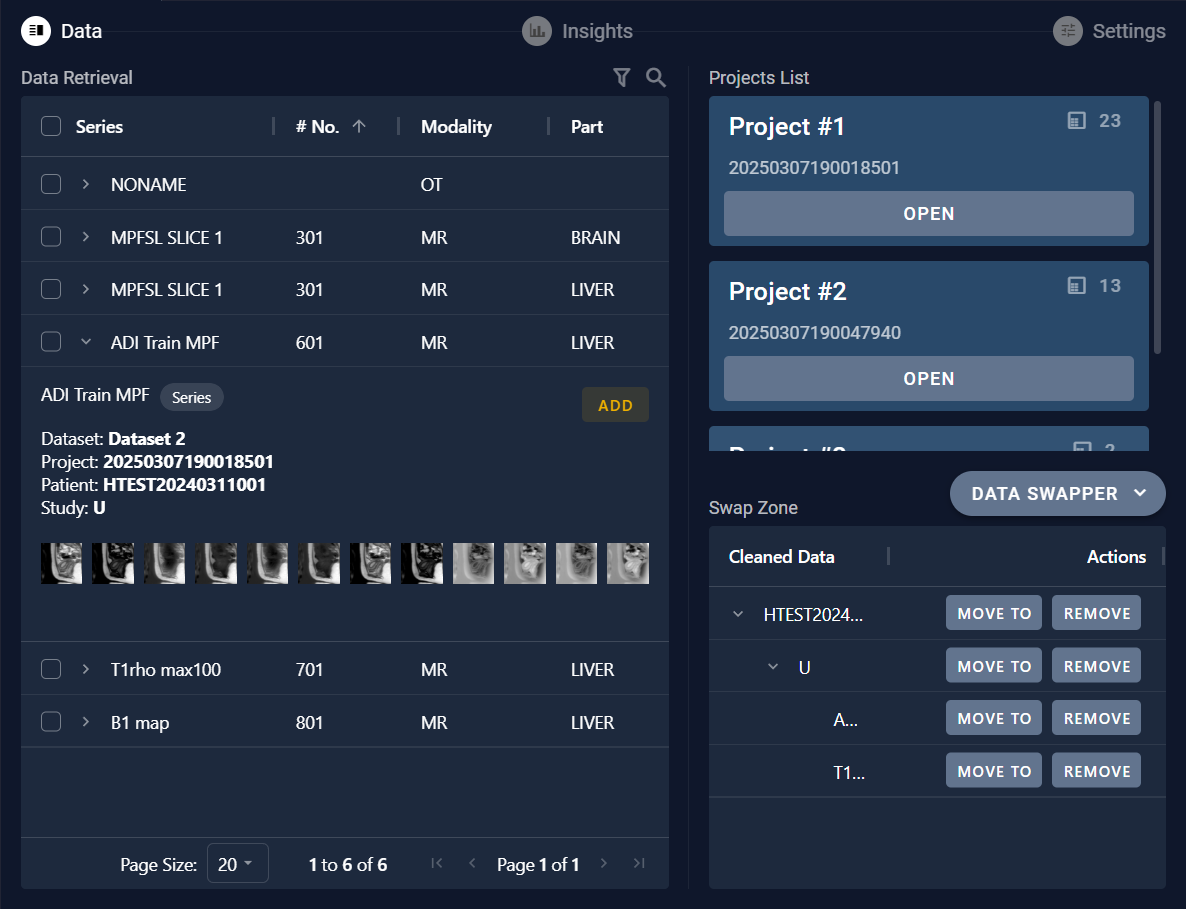 Data
Insights
Settings
Data Retrieval
Series # No. Modality Part
NONAME OT
MPFSL SLICE 1 301 MR BRAIN
MPFSL SLICE 1 301 MR LIVER
ADI Train MPF 601 MR LIVER
ADI Train MPF Series
ADD
Dataset: Dataset 2
Project: 20250307190018501
Patient: HTEST20240311001
Study: U
T1rho max100 701 MR LIVER
B1 map 801 MR LIVER
Page Size: 20 1 to 6 of 6 Page 1 of 1
Projects List
Project #1 23
20250307190018501
OPEN
Project #2 13
20250307190047940
OPEN
DATA SWAPPER
Swap Zone
Cleaned Data Actions
HTEST2024... MOVE TO REMOVE
U MOVE TO REMOVE
A... MOVE TO REMOVE
T1... MOVE TO REMOVE